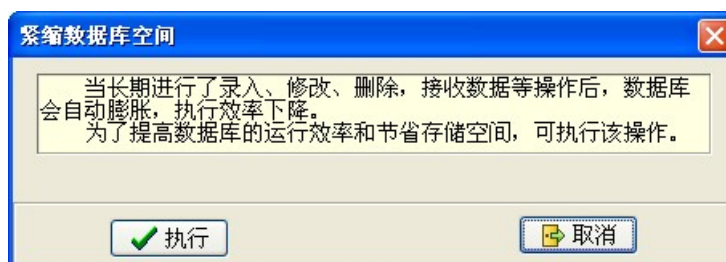 紧缩数据库空间
当长期进行了录入、修改、删除，接收数据等操作后，数据库
会自动膨胀，执行效率下降。
为了提高数据库的运行效率和节省存储空间，可执行该操作。
执行
取消